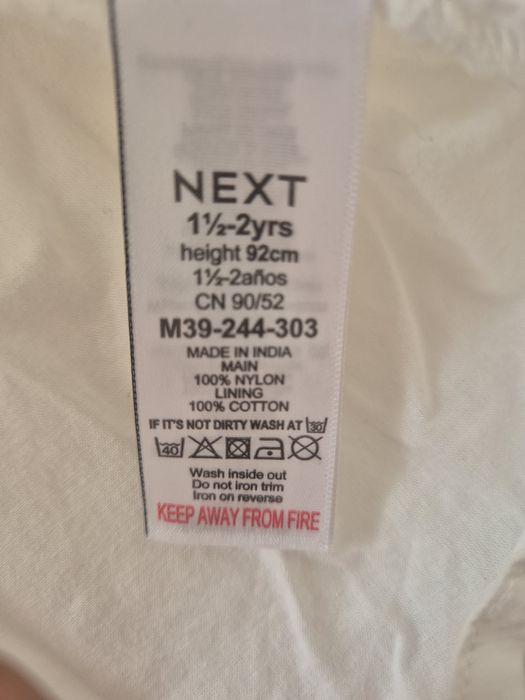 NEXT
1½-2yrs
height 92cm
1½-2años
CN 90/52
M39-244-303
MADE IN INDIA
MAIN
100% NYLON
LINING
100% COTTON
IF IT'S NOT DIRTY WASH AT 30
40
Wash inside out
Do not iron trim
Iron on reverse
KEEP AWAY FROM FIRE